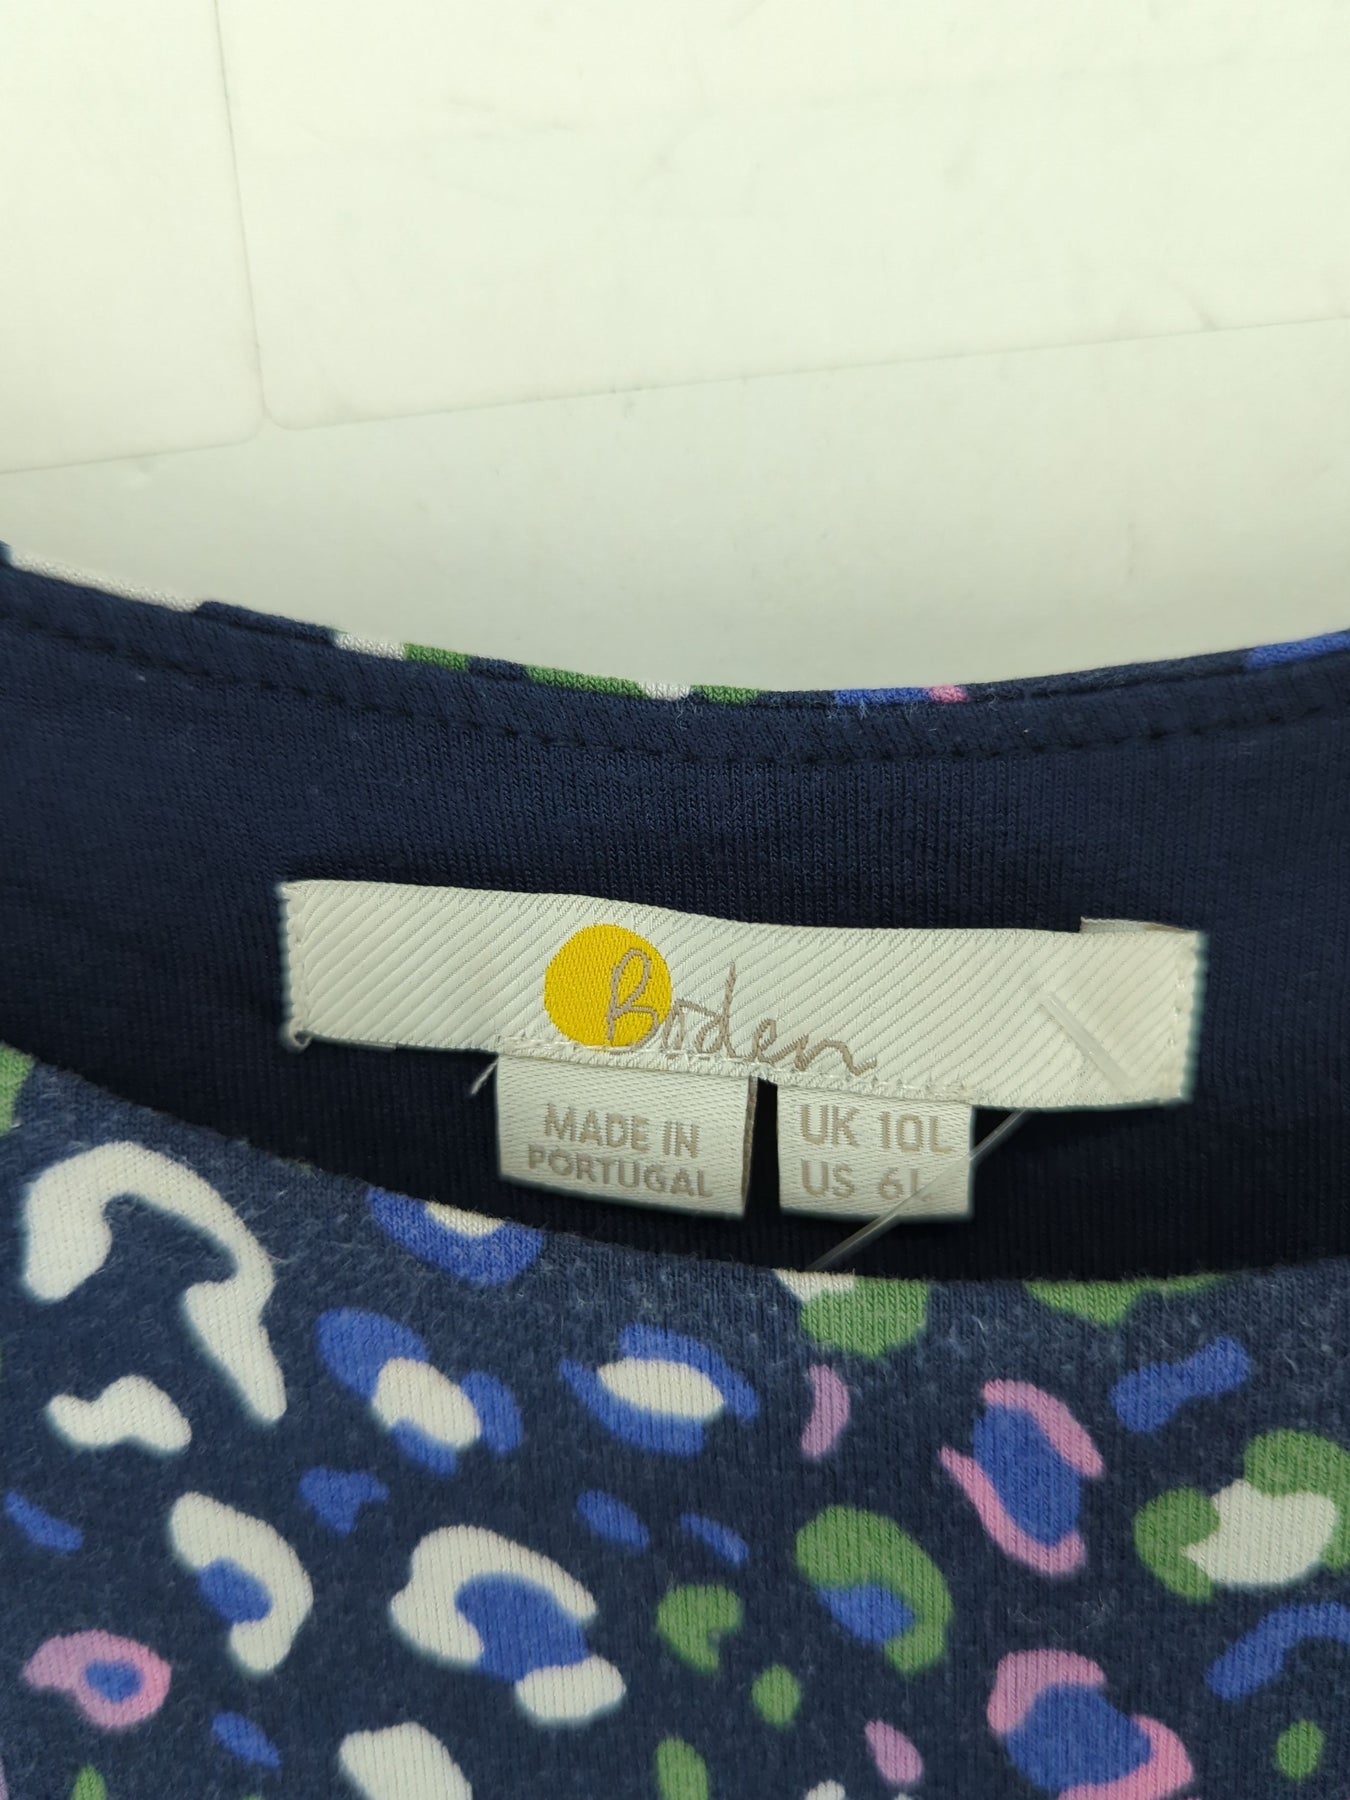 Boden
MADE IN
PORTUGAL
UK 10L
US 6L